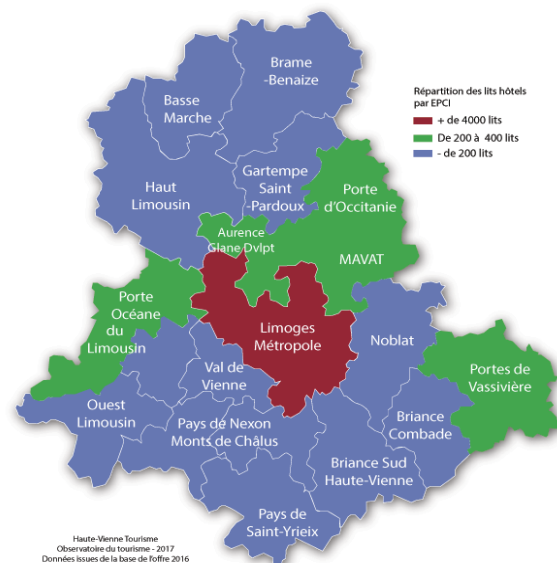 Brame
-Benaize
Basse
Marche
Répartition des lits hôtels
par EPCI
+ de 4000 lits
De 200 à 400 lits
- de 200 lits
Haut
Limousin
Gartempe
Saint
-Pardoux
Porte
d'Occitanie
Aurence
Glane Dvlpt
MAVAT
Porte
Océane
du
Limousin
Limoges
Métropole
Noblat
Val de
Vienne
Portes de
Vassivière
Ouest
Limousin
Pays de Nexon
Monts de Châlus
Briance
Combade
Briance Sud
Haute-Vienne
Pays de
Saint-Yrieix
Haute-Vienne Tourisme
Observatoire du tourisme - 2017
Données issues de la base de l'offre 2016